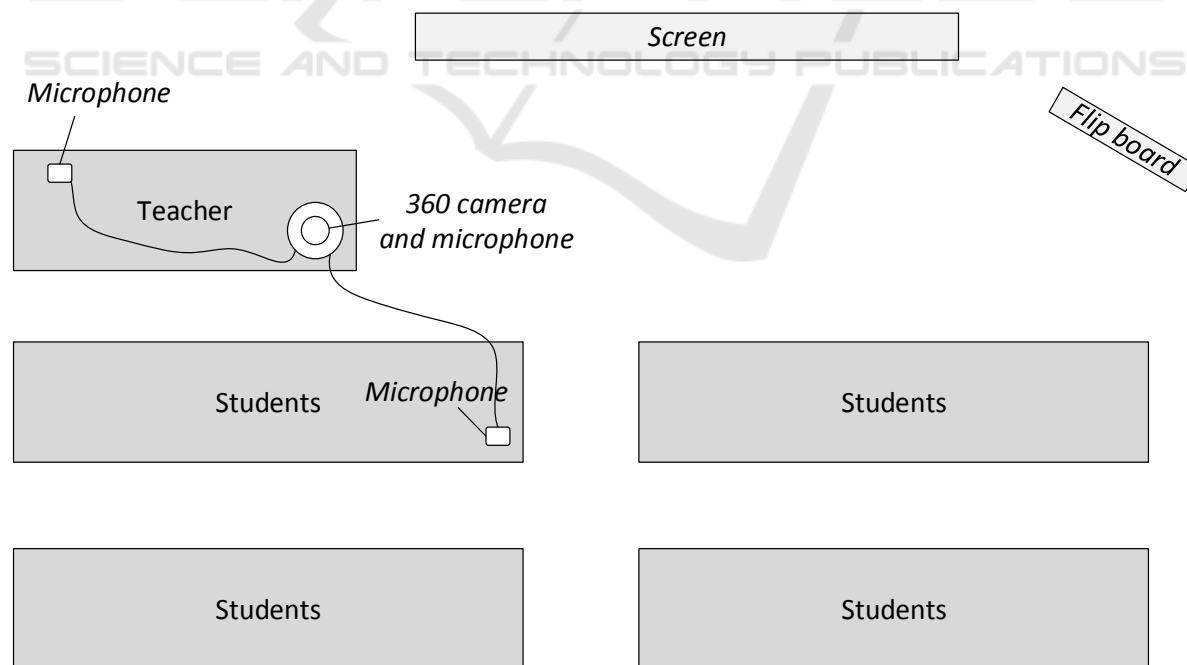 Screen
SCIENCE AND TECHNOLOGY PUBLICATIONS
Microphone
Flip board
Teacher
360 camera
and microphone
Students
Microphone
Students
Students
Students